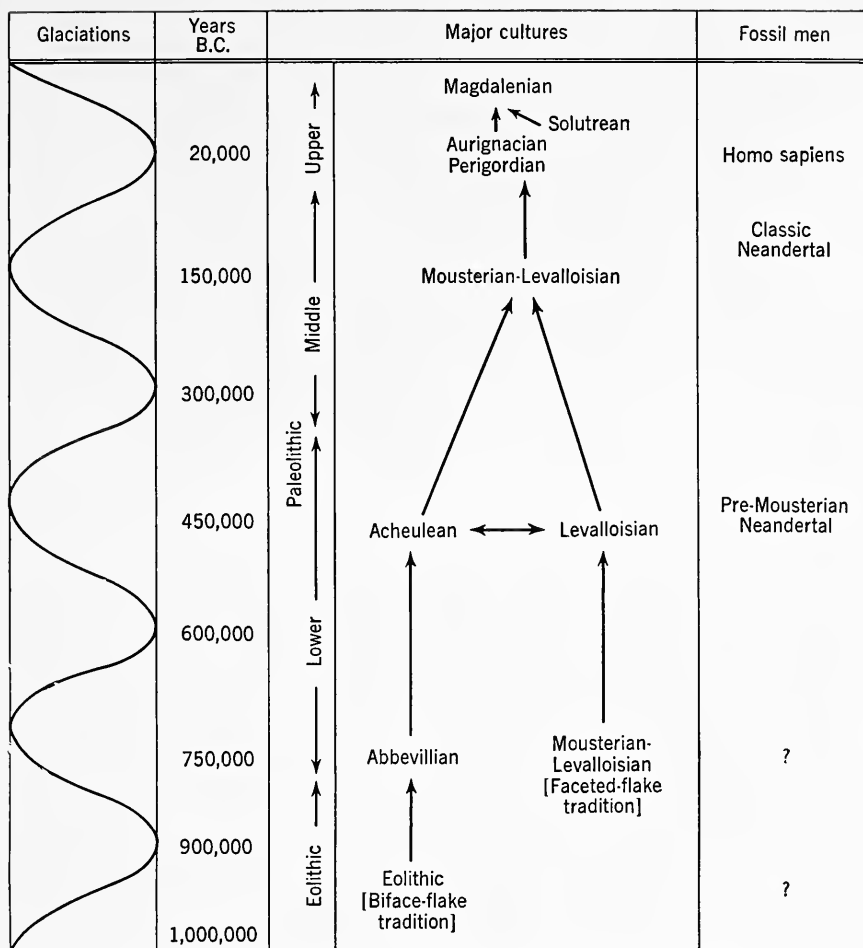 Glaciations
Years
B.C.
Major cultures
Fossil men
Magdalenian
Solutrean
Aurignacian
Perigordian
20,000
Upper
Homo sapiens
Classic
Neandertal
150,000
Mousterian-Levalloisian
Middle
300,000
Paleolithic
450,000
Acheulean
Levalloisian
Pre-Mousterian
Neandertal
600,000
Lower
750,000
Abbevillian
Mousterian-
Levalloisian
[Faceted-flake
tradition]
?
900,000
Eolithic
Eolithic
[Biface-flake
tradition]
?
1,000,000